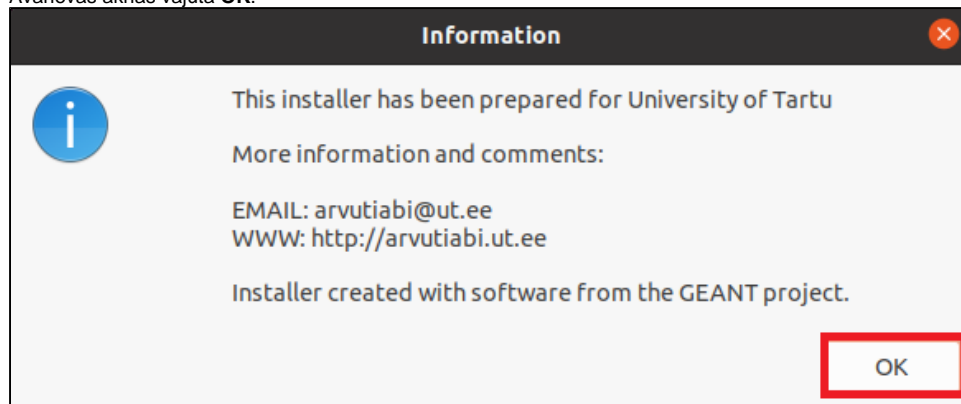 Avanevas aknas vajuta OK.
Information
This installer has been prepared for University of Tartu
More information and comments:
EMAIL: arvutiabi@ut.ee
WWW: http://arvutiabi.ut.ee
Installer created with software from the GEANT project.
OK